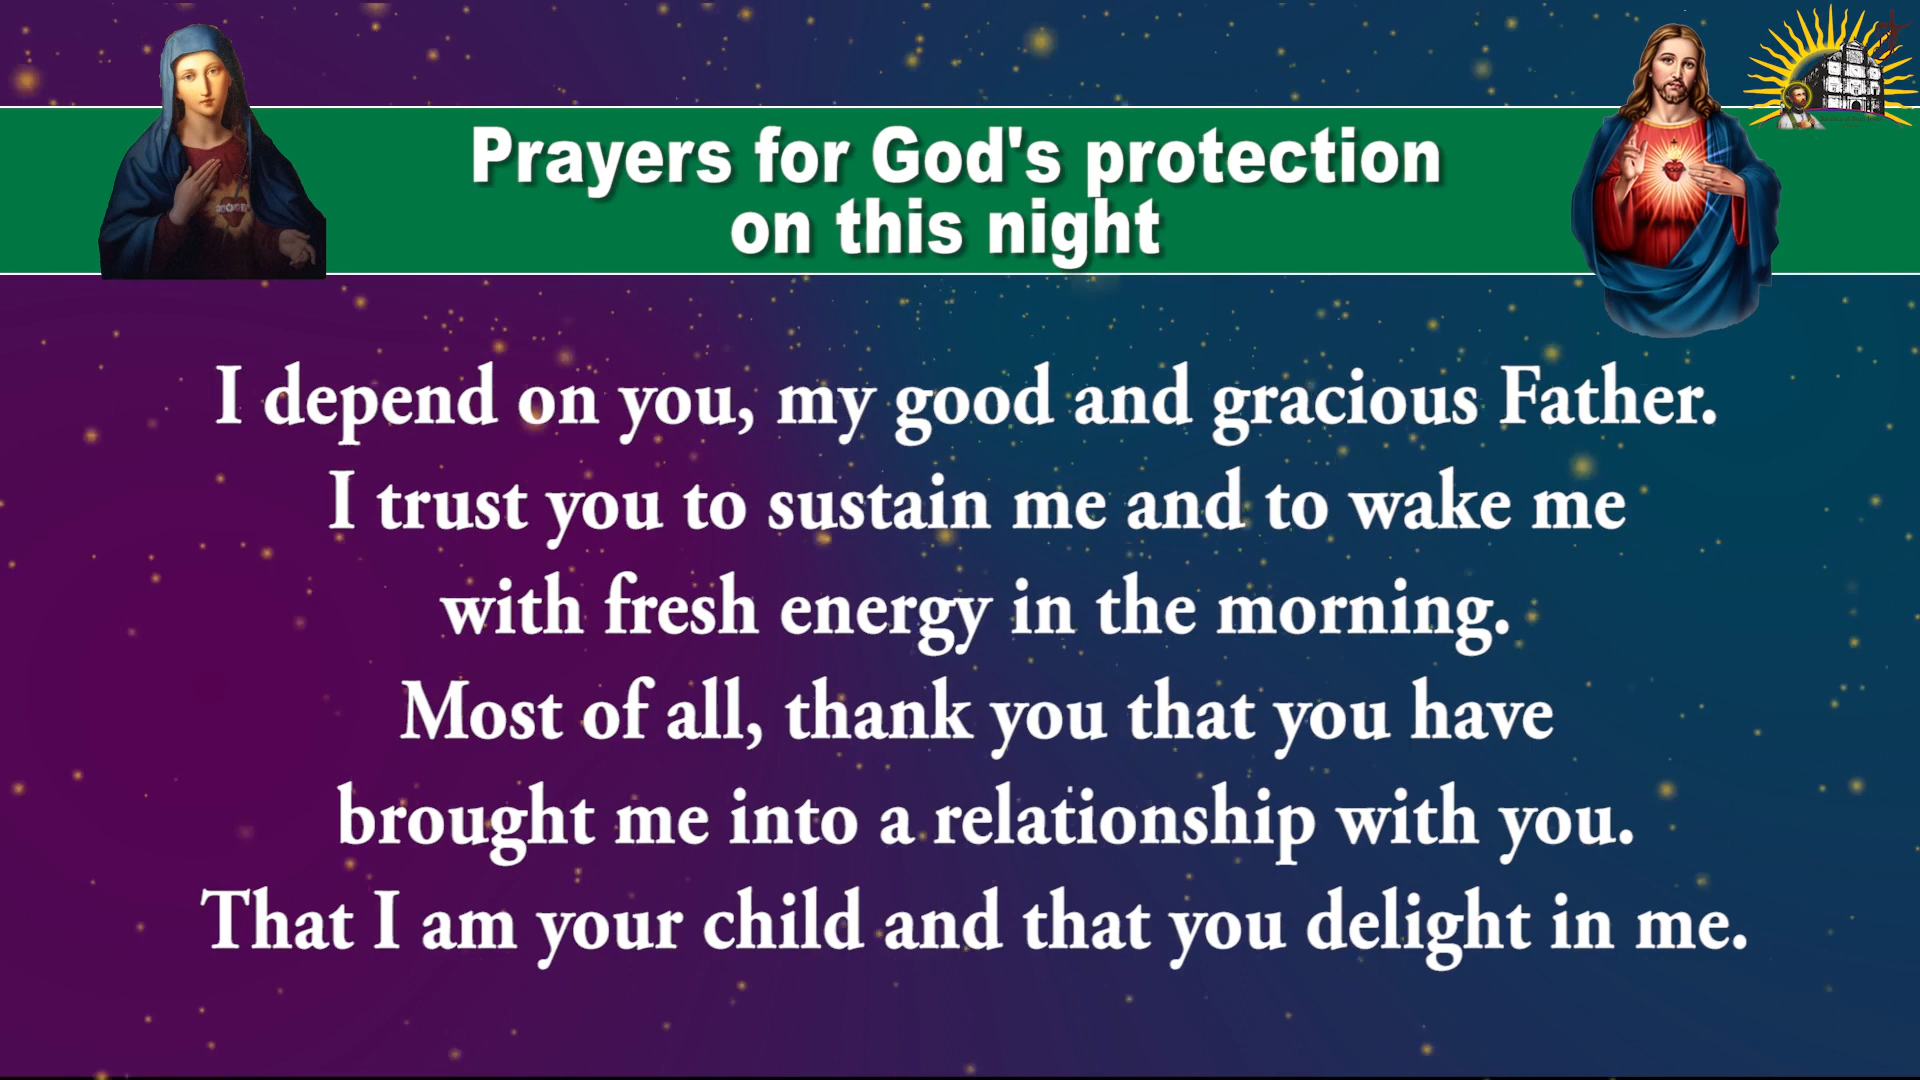 Prayers for God's protection
on this night
I depend on you, my good and gracious Father.
I trust you to sustain me and to wake me
with fresh energy in the morning.
Most of all, thank you that you have
brought me into a relationship with you.
That I am your child and that you delight in me.